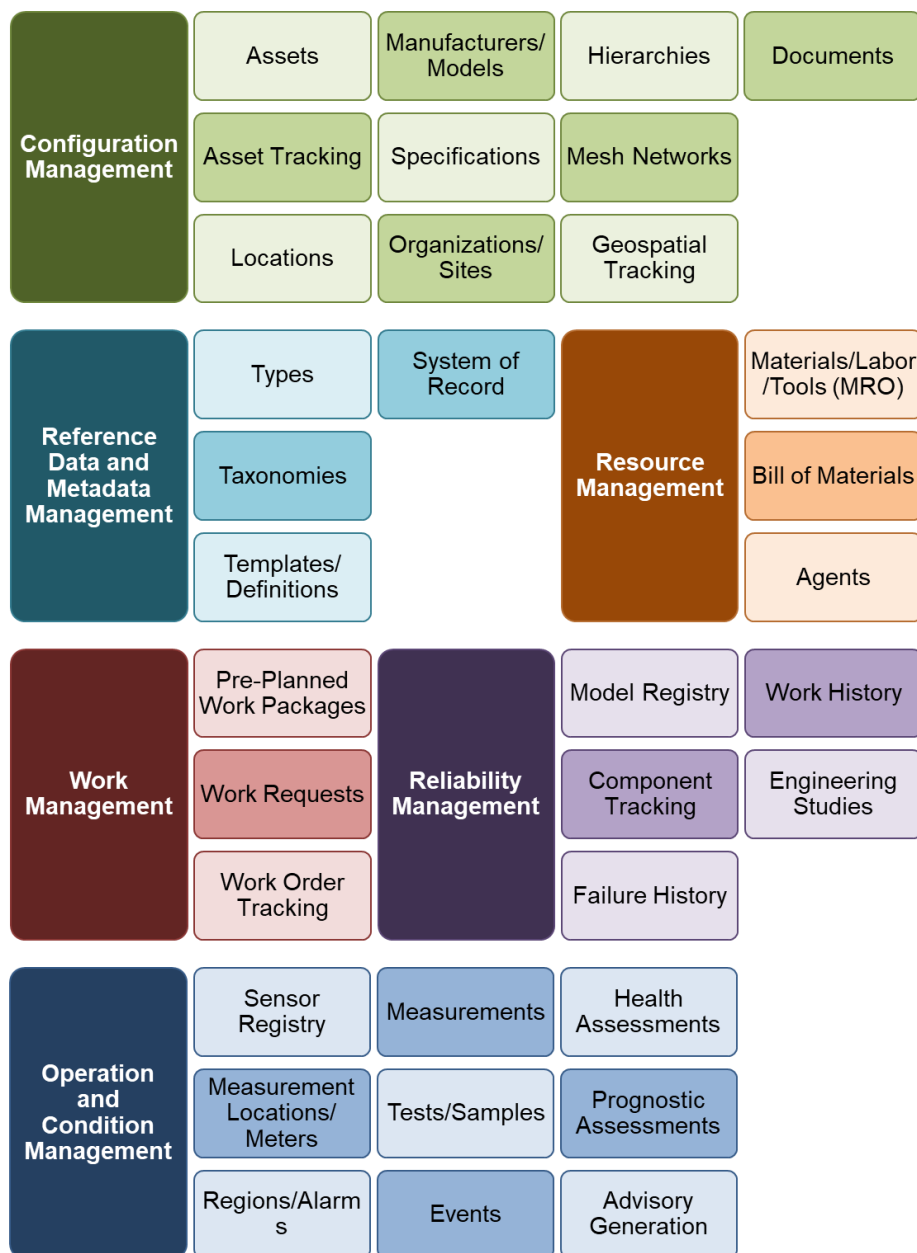 Configuration
Management
Assets
Manufacturers/
Models
Hierarchies
Documents
Asset Tracking
Specifications
Mesh Networks
Locations
Organizations/
Sites
Geospatial
Tracking
Reference
Data and
Metadata
Management
Types
System of
Record
Taxonomies
Templates/
Definitions
Resource
Management
Materials/Labor
/Tools (MRO)
Bill of Materials
Agents
Work
Management
Pre-Planned
Work Packages
Work Requests
Work Order
Tracking
Reliability
Management
Model Registry
Work History
Component
Tracking
Engineering
Studies
Failure History
Operation
and
Condition
Management
Sensor
Registry
Measurements
Health
Assessments
Measurement
Locations/
Meters
Tests/Samples
Prognostic
Assessments
Regions/Alarm
s
Events
Advisory
Generation